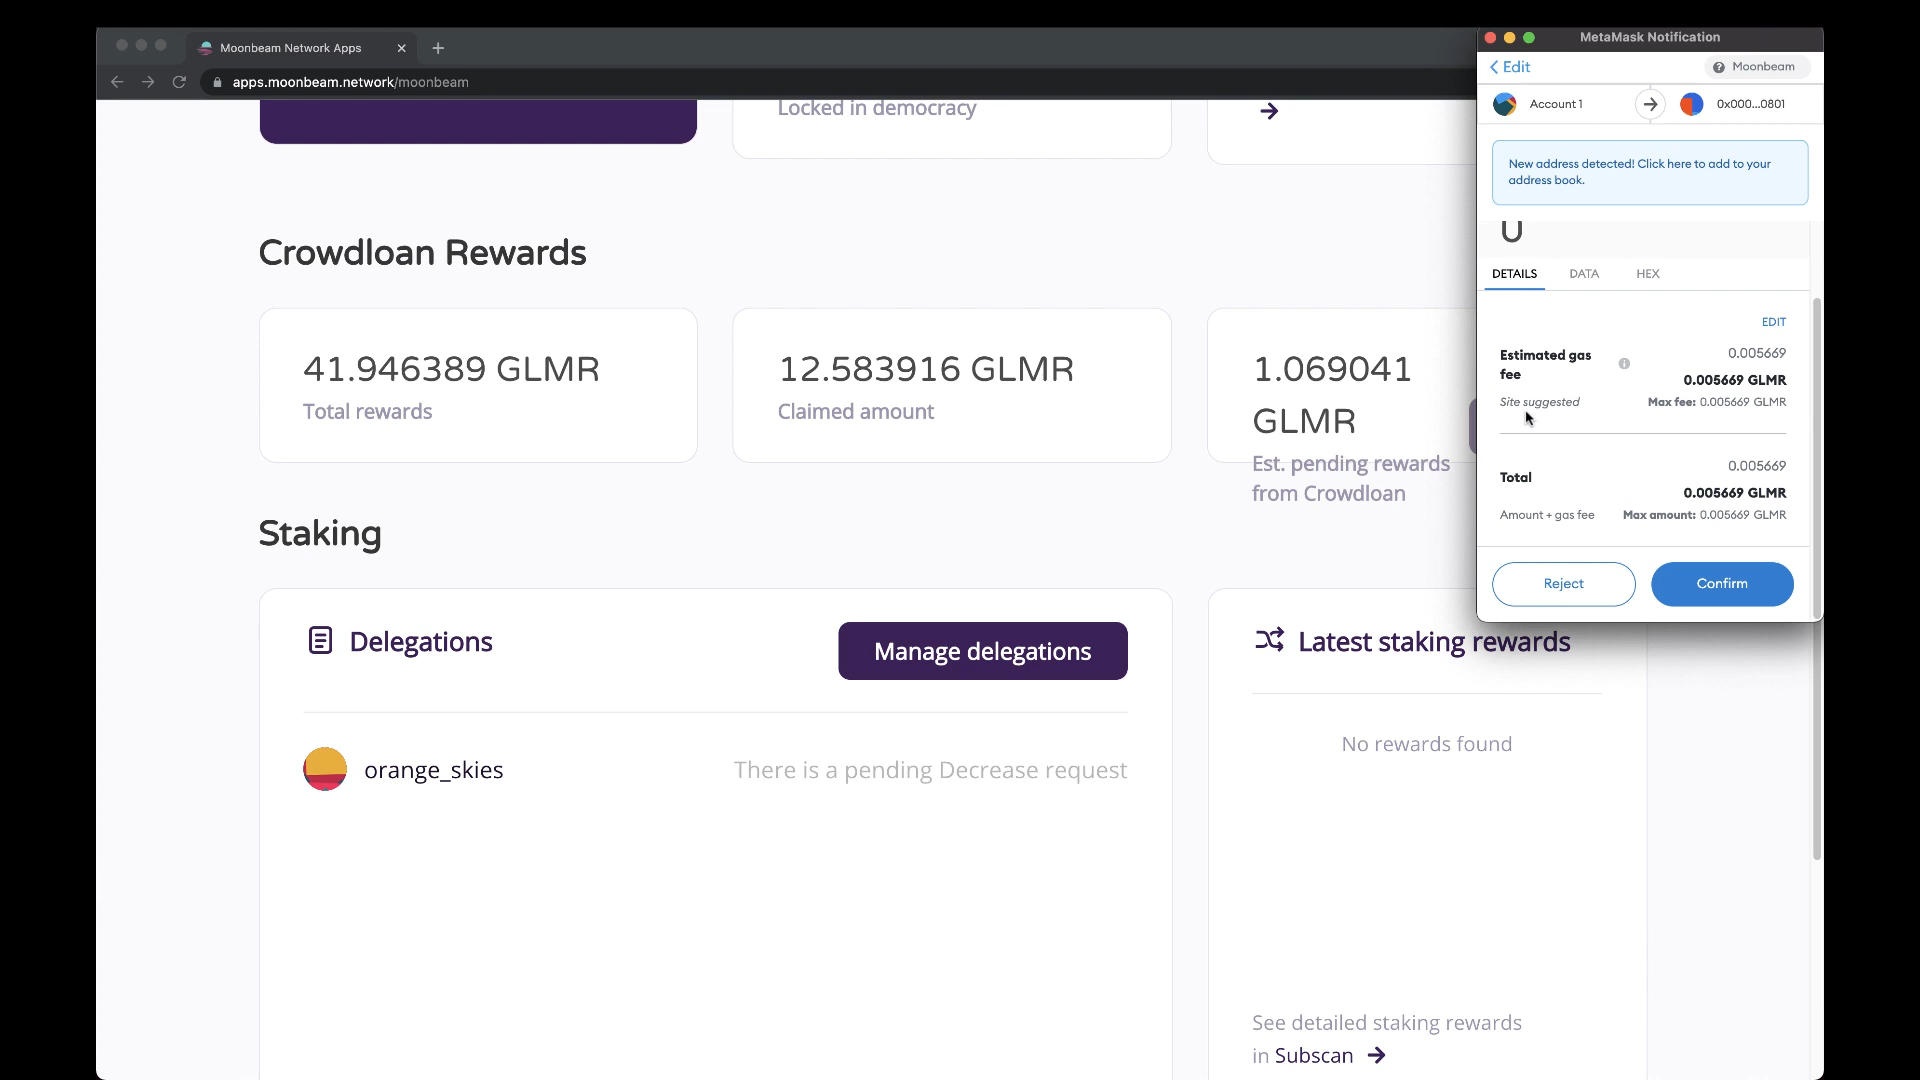 Moonbeam Network Apps
apps.moonbeam.network/moonbeam
Locked in democracy
Crowdloan Rewards
41.946389 GLMR
Total rewards
12.583916 GLMR
Claimed amount
1.069041
GLMR
Est. pending rewards
from Crowdloan
Staking
Delegations
Manage delegations
orange_skies
There is a pending Decrease request
Latest staking rewards
No rewards found
See detailed staking rewards
in Subscan
MetaMask Notification
Edit
Moonbeam
Account 1
0x000...0801
New address detected! Click here to add to your
address book.
DETAILS DATA HEX
EDIT
Estimated gas
fee
0.005669
0.005669 GLMR
Site suggested
Max fee: 0.005669 GLMR
Total
0.005669
0.005669 GLMR
Amount + gas fee
Max amount: 0.005669 GLMR
Reject
Confirm